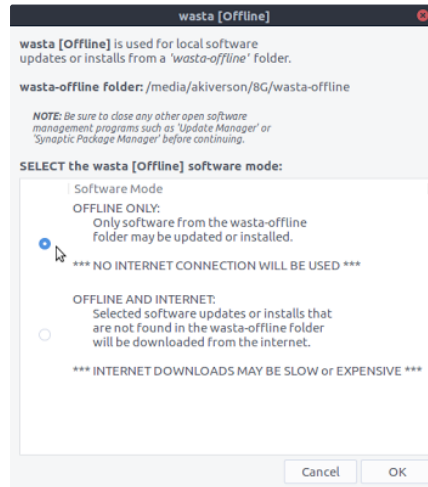 wasta [Offline]
wasta [Offline] is used for local software
updates or installs from a 'wasta-offline' folder.
wasta-offline folder: /media/akiverson/8G/wasta-offline
NOTE: Be sure to close any other open software
management programs such as 'Update Manager' or
'Synaptic Package Manager' before continuing.
SELECT the wasta [Offline] software mode:
Software Mode
OFFLINE ONLY:
Only software from the wasta-offline
folder may be updated or installed.
*** NO INTERNET CONNECTION WILL BE USED ***
OFFLINE AND INTERNET:
Selected software updates or installs that
are not found in the wasta-offline folder
will be downloaded from the internet.
*** INTERNET DOWNLOADS MAY BE SLOW or EXPENSIVE ***
Cancel OK